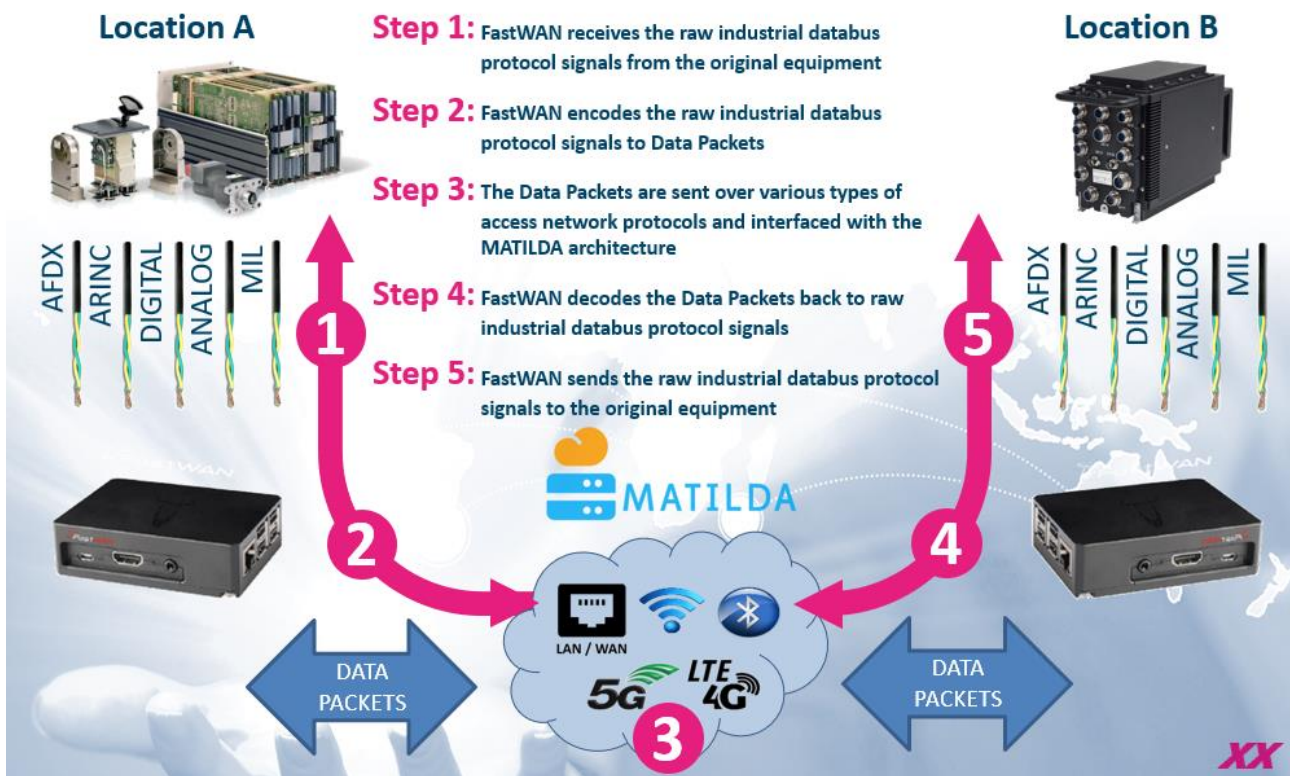 Location A
Step 1: FastWAN receives the raw industrial databus
protocol signals from the original equipment
Step 2: FastWAN encodes the raw industrial databus
protocol signals to Data Packets
Step 3: The Data Packets are sent over various types of
access network protocols and interfaced with the
MATILDA architecture
Step 4: FastWAN decodes the Data Packets back to raw
industrial databus protocol signals
Step 5: FastWAN sends the raw industrial databus protocol
signals to the original equipment
Location B
AFDX
ARINC
DIGITAL
ANALOG
MIL
1
AFDX
ARINC
DIGITAL
ANALOG
MIL
5
MATILDA
2
4
LAN / WAN
5G
LTE
4G
3
DATA
PACKETS
DATA
PACKETS
XX